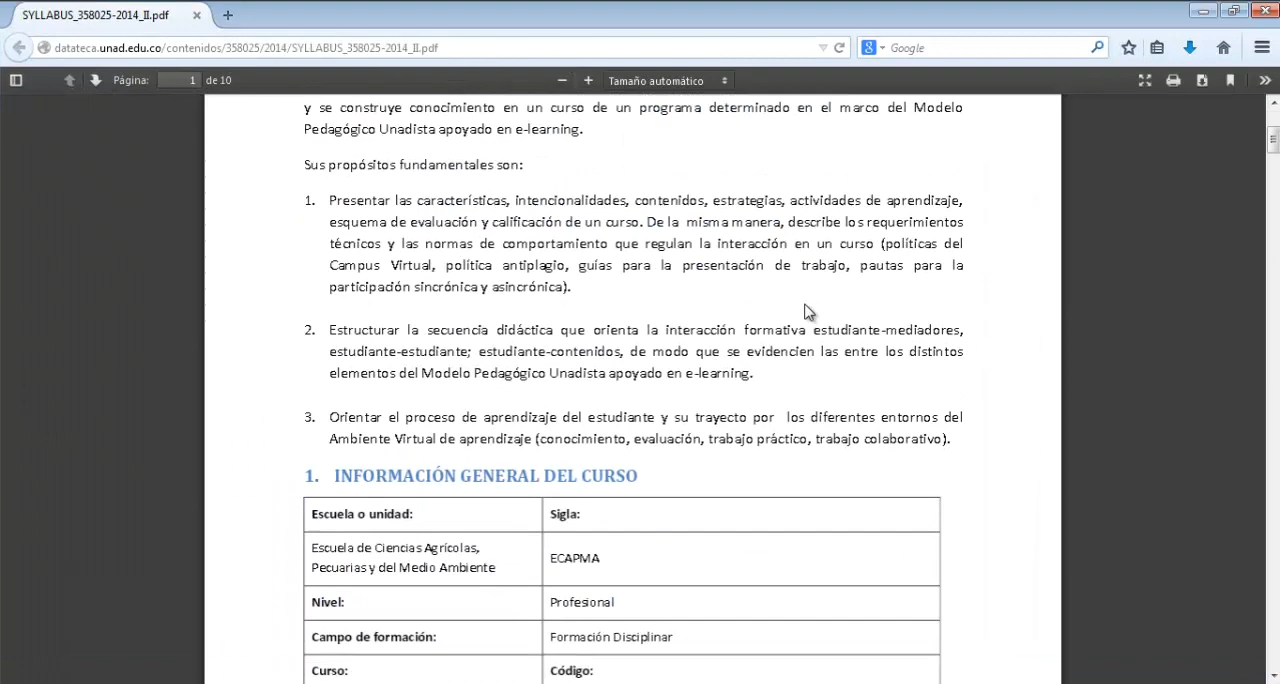 SYLLABUS_358025-2014_II.pdf
datateca.unad.edu.co/contenidos/358025/2014/SYLLABUS_358025-2014_II.pdf
Google
Página: 1 de 10
Tamaño automático
y se construye conocimiento en un curso de un programa determinado en el marco del Modelo
Pedagógico Unadista apoyado en e-learning.
Sus propósitos fundamentales son:
1. Presentar las características, intencionalidades, contenidos, estrategias, actividades de aprendizaje,
esquema de evaluación y calificación de un curso. De la misma manera, describe los requerimientos
técnicos y las normas de comportamiento que regulan la interacción en un curso (políticas del
Campus Virtual, política antiplagio, guías para la presentación de trabajo, pautas para la
participación sincrónica y asincrónica).
2. Estructurar la secuencia didáctica que orienta la interacción formativa estudiante-mediadores,
estudiante-estudiante; estudiante-contenidos, de modo que se evidencien las entre los distintos
elementos del Modelo Pedagógico Unadista apoyado en e-learning.
3. Orientar el proceso de aprendizaje del estudiante y su trayecto por los diferentes entornos del
Ambiente Virtual de aprendizaje (conocimiento, evaluación, trabajo práctico, trabajo colaborativo).
1. INFORMACIÓN GENERAL DEL CURSO
Escuela o unidad: Sigla:
Escuela de Ciencias Agrícolas,
Pecuarias y del Medio Ambiente
ECAPMA
Nivel: Profesional
Campo de formación: Formación Disciplinar
Curso: Código: